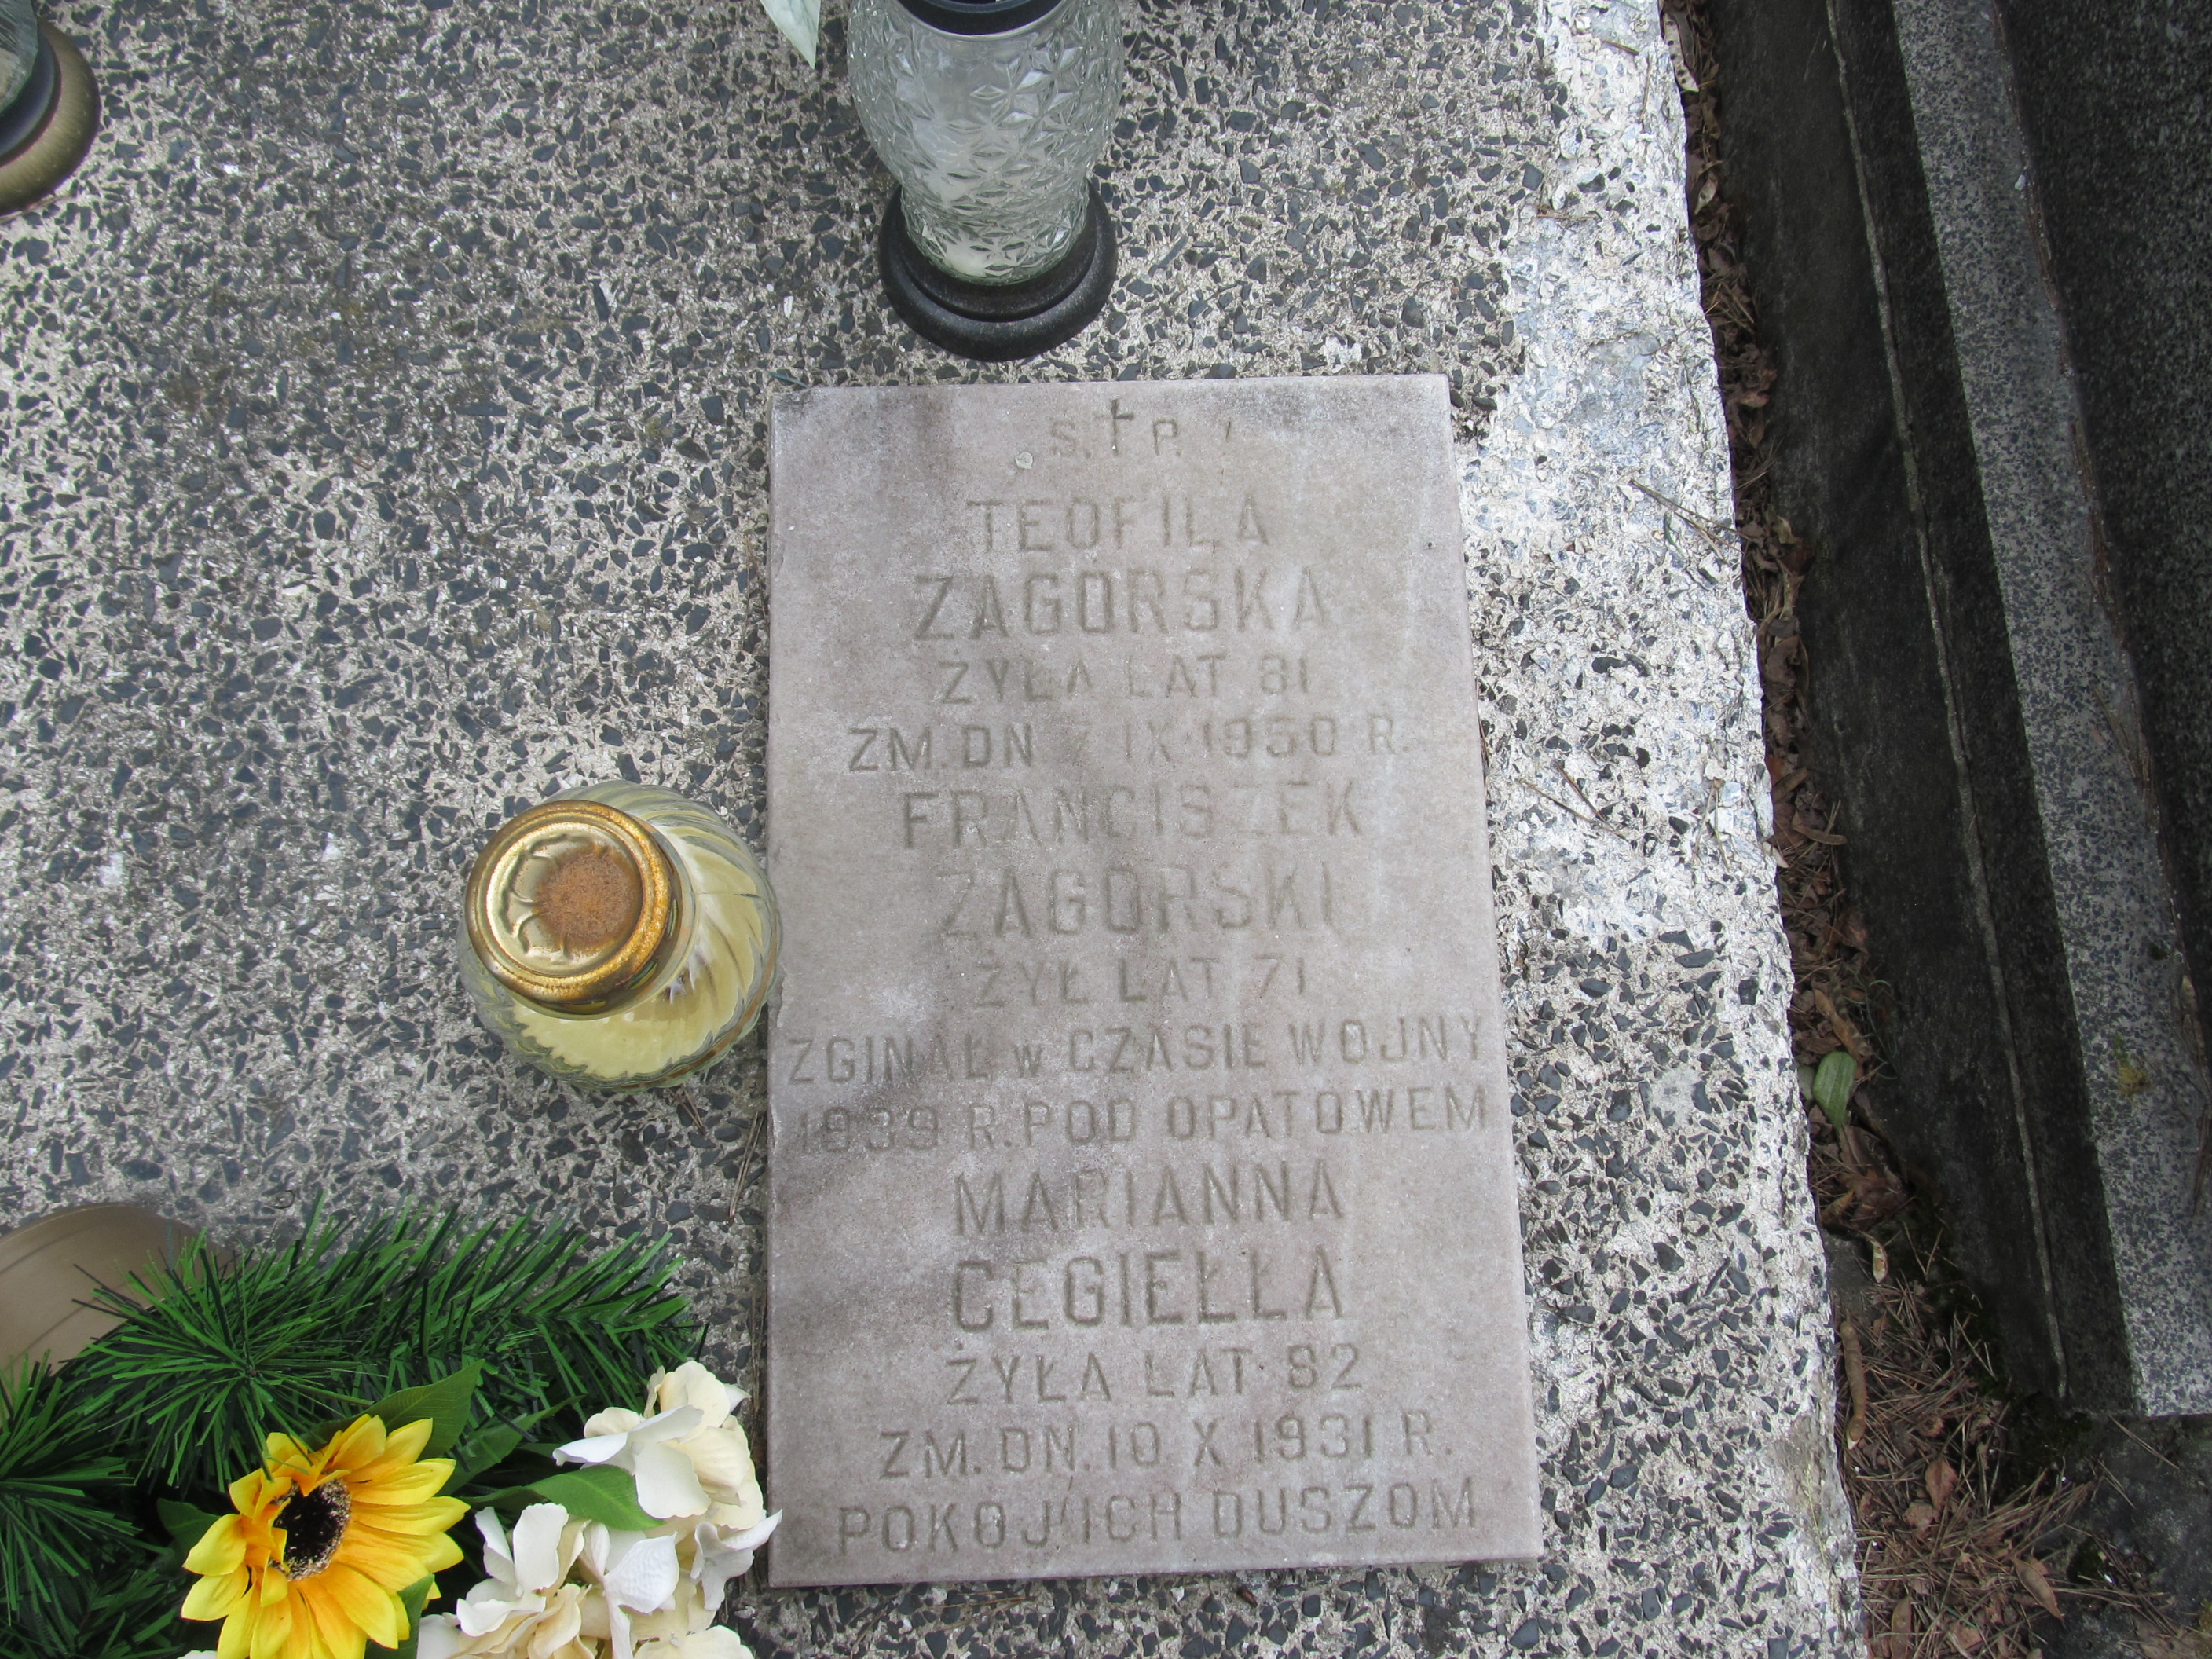 S. † P.
TEOFILA
ZAGÓRSKA
ŻYŁA LAT 81
ZM. DN 7 IX 1950 R.
FRANCISZEK
ZAGÓRSKI
ŻYŁ LAT 71
ZGINĄŁ w CZASIE WOJNY
1939 R. POD OPATOWEM
MARIANNA
CEGIEŁŁA
ŻYŁA LAT 82
ZM. DN. 10 X 1931 R.
POKÓJ ICH DUSZOM